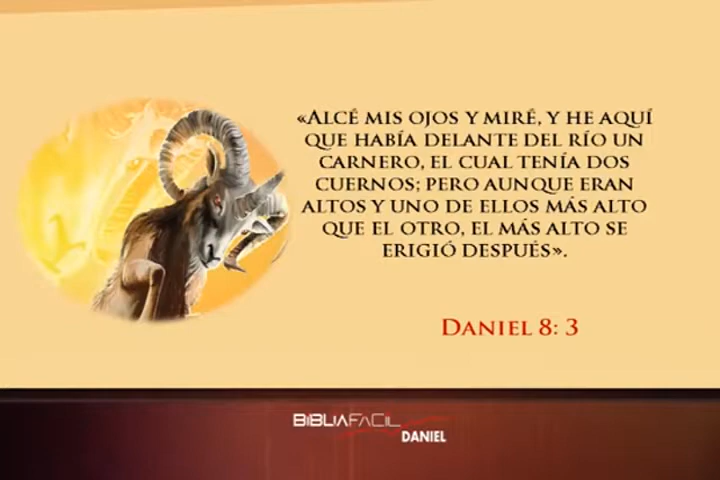 «ALCÉ MIS OJOS Y MIRÉ, Y HE AQUÍ
QUE HABÍA DELANTE DEL RÍO UN
CARNERO, EL CUAL TENÍA DOS
CUERNOS; PERO AUNQUE ERAN
ALTOS Y UNO DE ELLOS MÁS ALTO
QUE EL OTRO, EL MÁS ALTO SE
ERIGIÓ DESPUÉS».
DANIEL 8: 3
BIBLIAFACIL
DANIEL